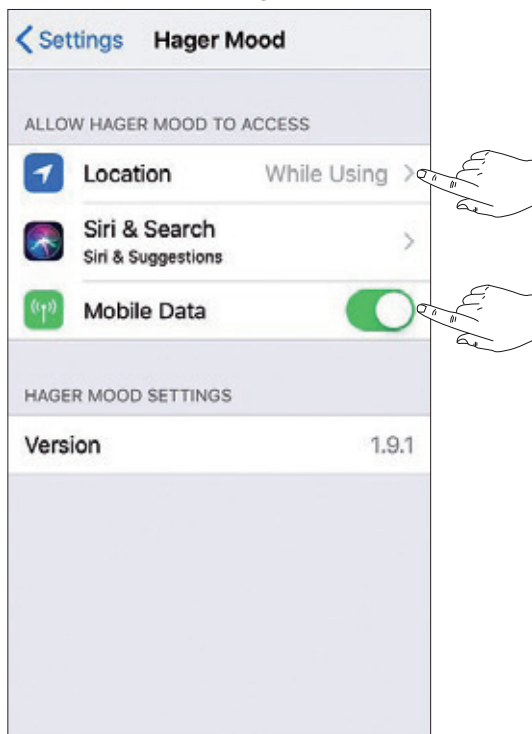 Settings Hager Mood
ALLOW HAGER MOOD TO ACCESS
Location While Using
Siri & Search
Siri & Suggestions
Mobile Data
HAGER MOOD SETTINGS
Version 1.9.1